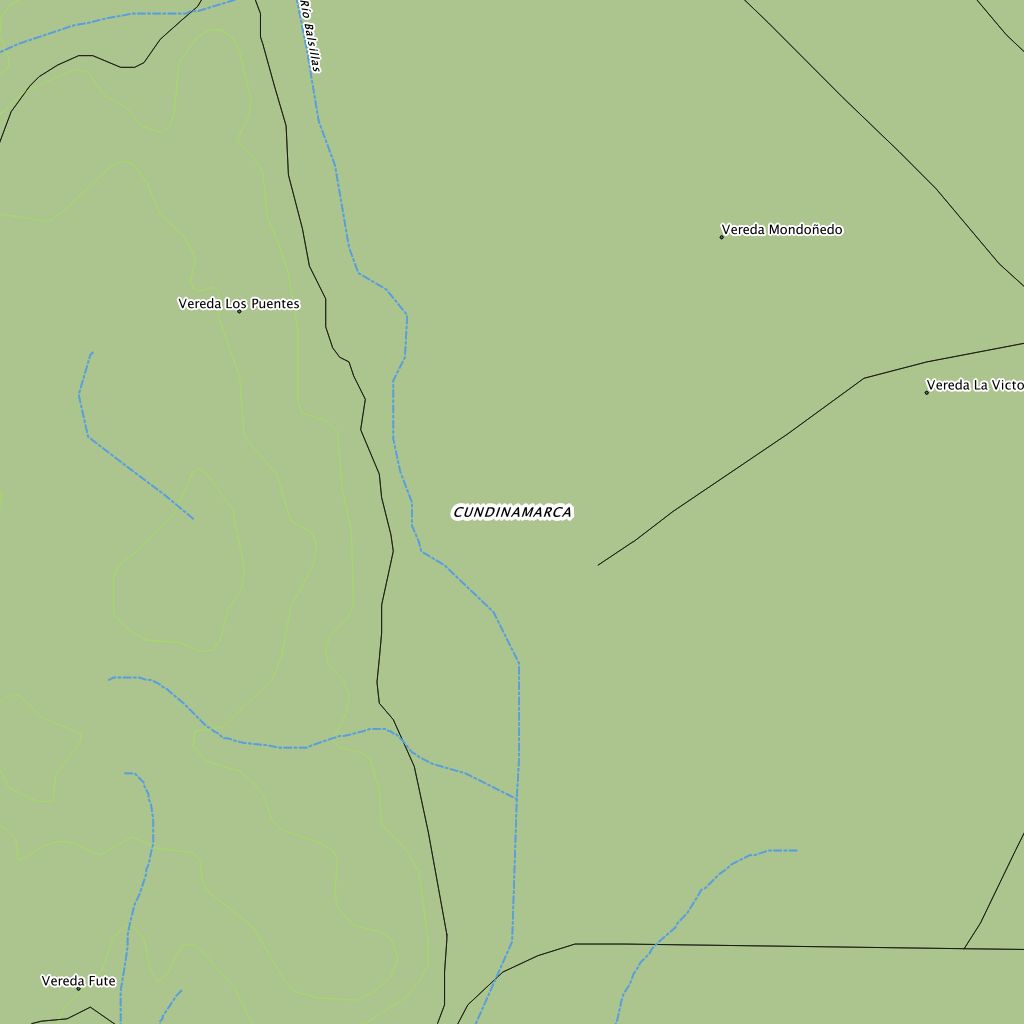 Río Balsillas
Vereda Mondoñedo
Vereda Los Puentes
Vereda La Victo
CUNDINAMARCA
Vereda Fute